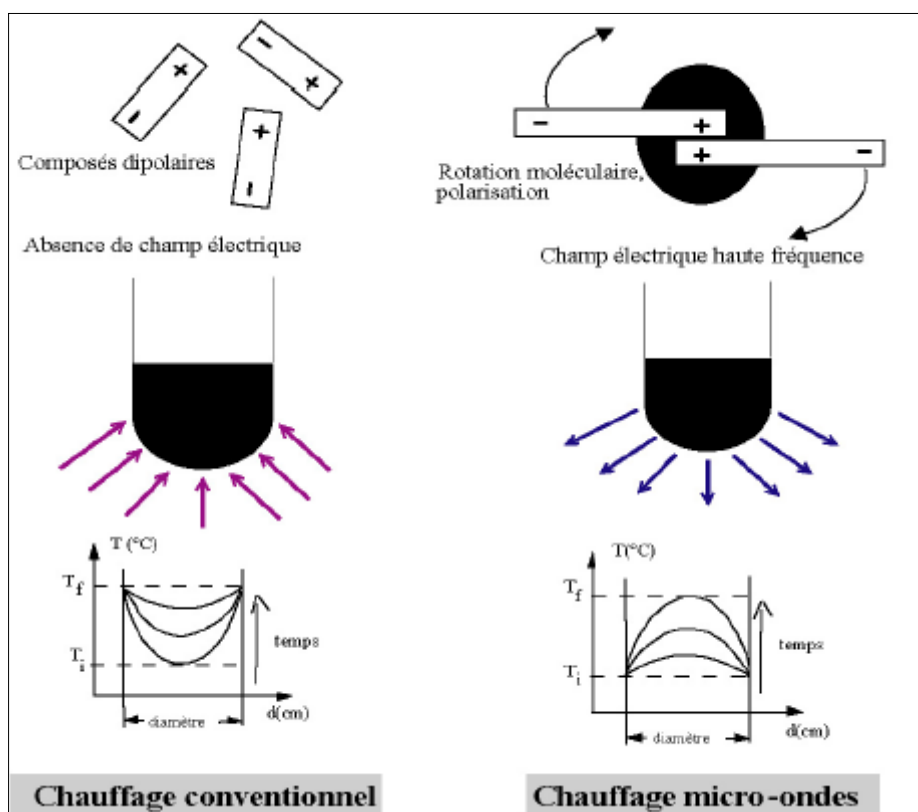 - +
- +
+ -
Composés dipolaires
Absence de champ électrique
T (°C)
T f
T i
temps
diamètre
d(cm)
Chauffage conventionnel
- +
+ -
Rotation moléculaire,
polarisation
Champ électrique haute fréquence
T(°C)
T f
T i
temps
diamètre
d(cm)
Chauffage micro-ondes